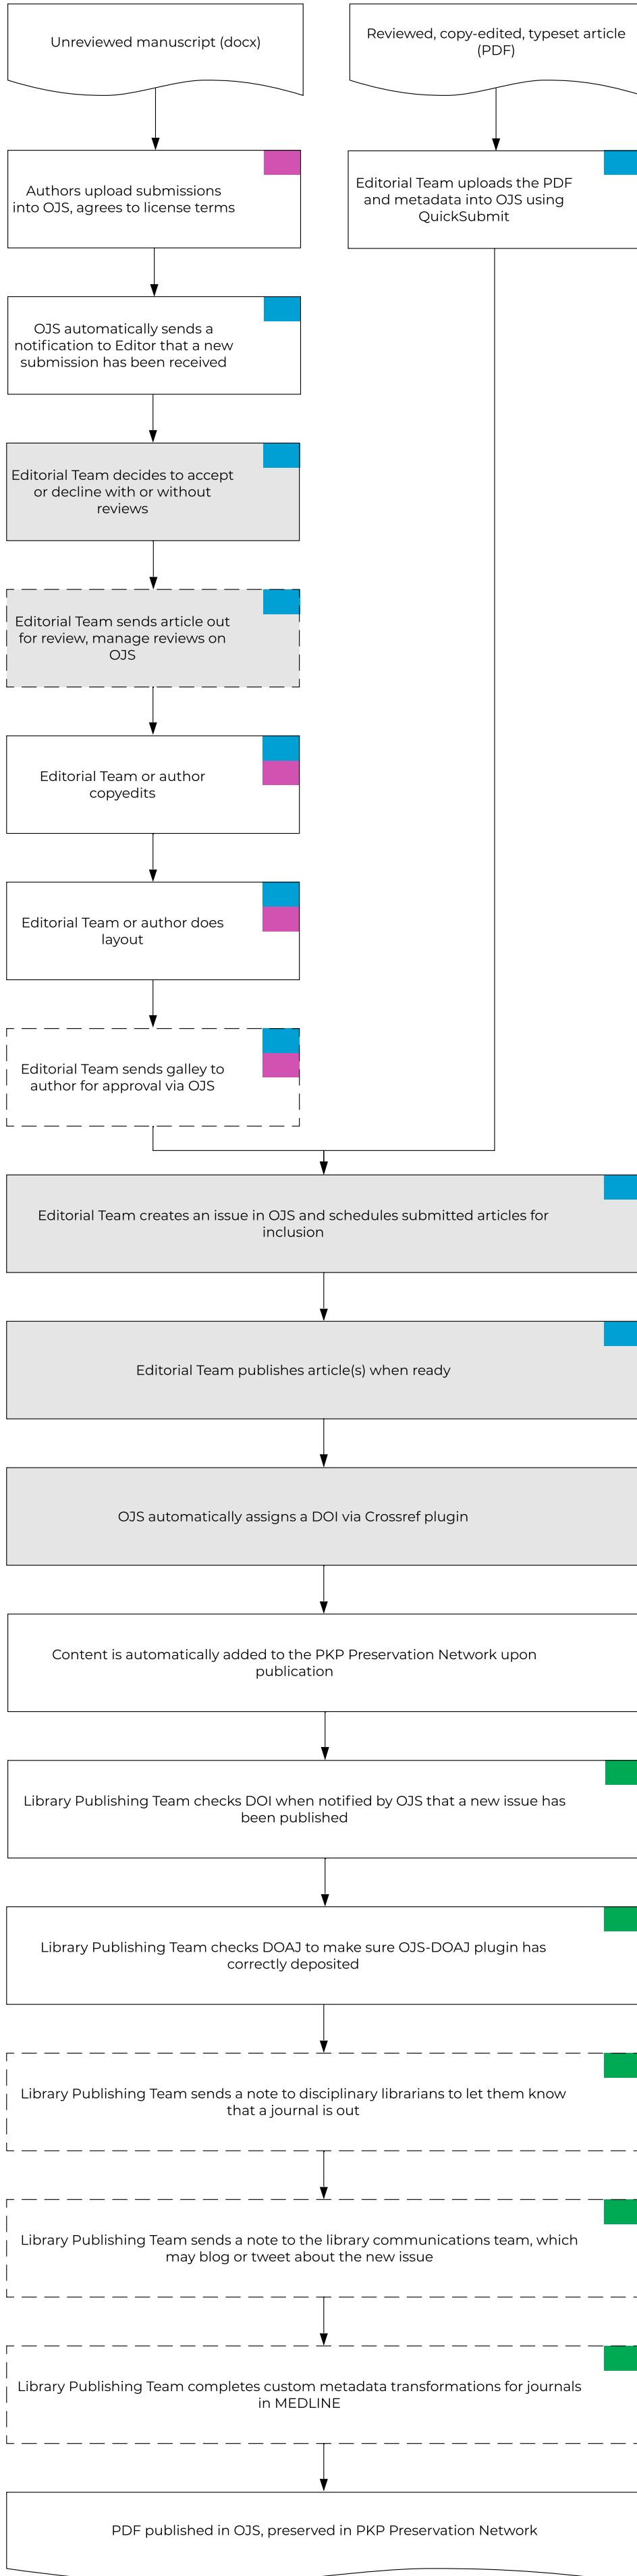 Unreviewed manuscript (docx)
Reviewed, copy-edited, typeset article
(PDF)
Authors upload submissions
into OJS, agrees to license terms
Editorial Team uploads the PDF
and metadata into OJS using
QuickSubmit
OJS automatically sends a
notification to Editor that a new
submission has been received
Editorial Team decides to accept
or decline with or without
reviews
Editorial Team sends article out
for review, manage reviews on
OJS
Editorial Team or author
copyedits
Editorial Team or author does
layout
Editorial Team sends galley to
author for approval via OJS
Editorial Team creates an issue in OJS and schedules submitted articles for
inclusion
Editorial Team publishes article(s) when ready
OJS automatically assigns a DOI via Crossref plugin
Content is automatically added to the PKP Preservation Network upon
publication
Library Publishing Team checks DOI when notified by OJS that a new issue has
been published
Library Publishing Team checks DOAJ to make sure OJS-DOAJ plugin has
correctly deposited
Library Publishing Team sends a note to disciplinary librarians to let them know
that a journal is out
Library Publishing Team sends a note to the library communications team, which
may blog or tweet about the new issue
Library Publishing Team completes custom metadata transformations for journals
in MEDLINE
PDF published in OJS, preserved in PKP Preservation Network